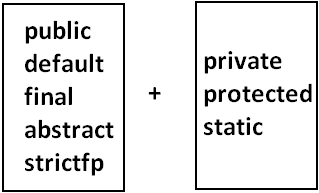 public
default
final
abstract
strictfp
+
private
protected
static